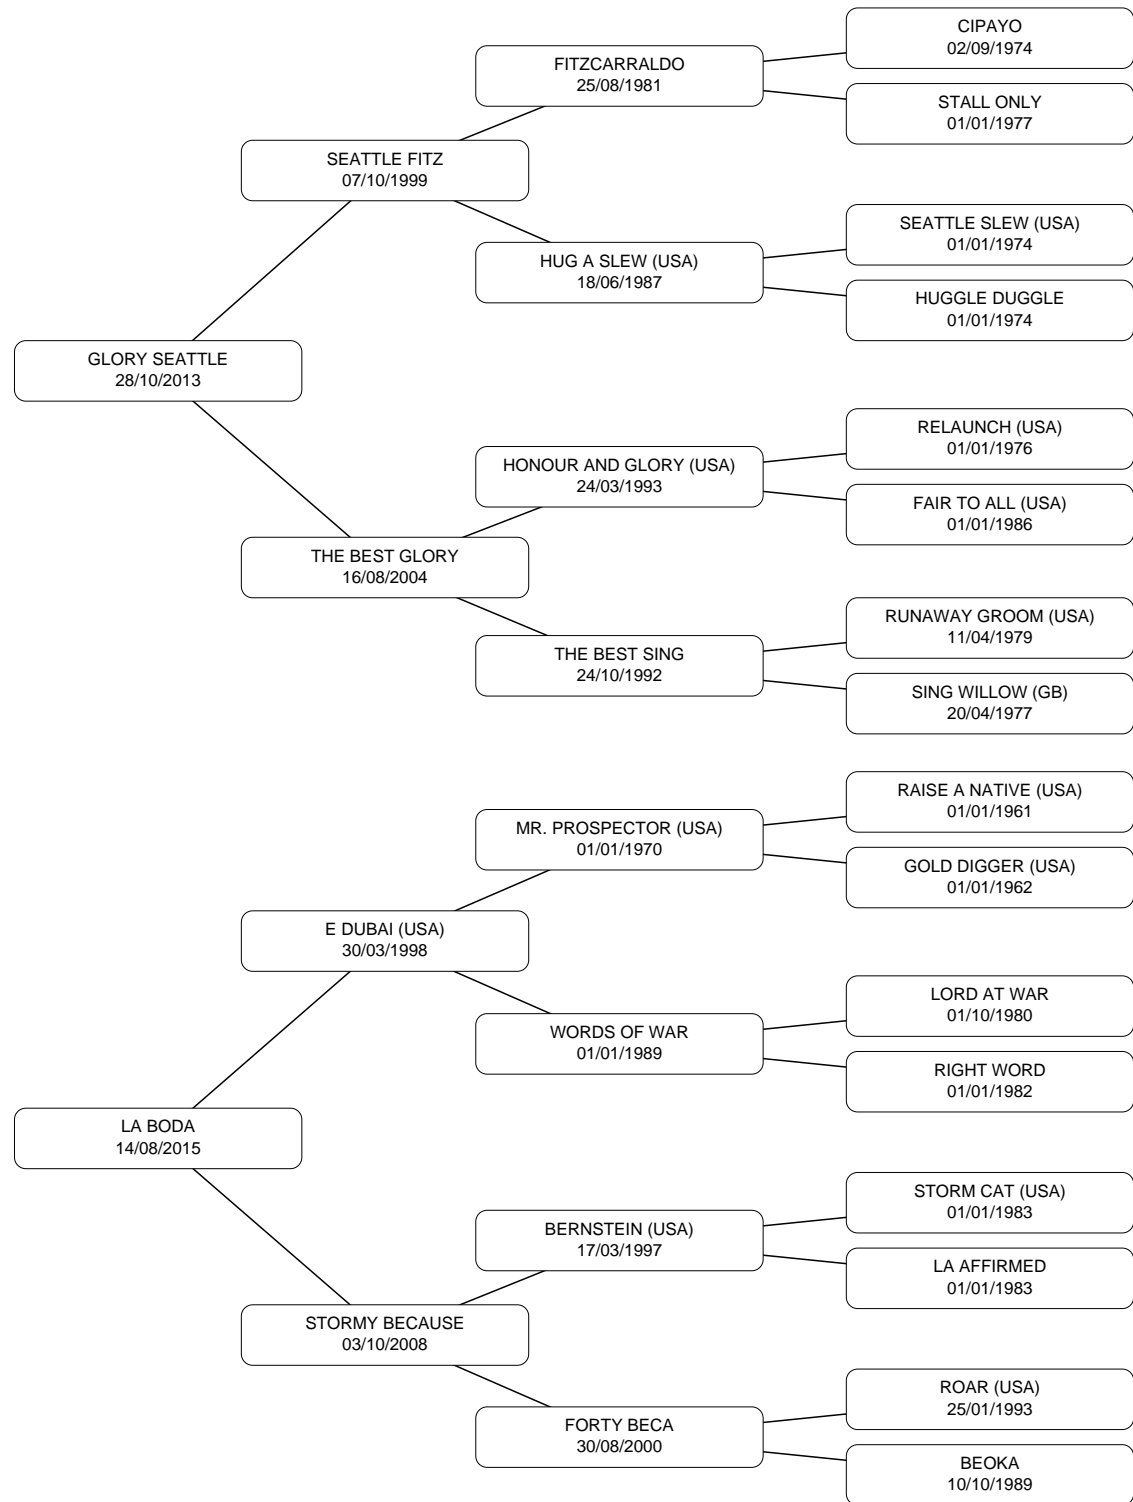 CIPAYO
02/09/1974
FITZCARRALDO
25/08/1981
STALL ONLY
01/01/1977
SEATTLE FITZ
07/10/1999
SEATTLE SLEW (USA)
01/01/1974
HUG A SLEW (USA)
18/06/1987
HUGGLE DUGGLE
01/01/1974
GLORY SEATTLE
28/10/2013
RELAUNCH (USA)
01/01/1976
HONOUR AND GLORY (USA)
24/03/1993
FAIR TO ALL (USA)
01/01/1986
THE BEST GLORY
16/08/2004
RUNAWAY GROOM (USA)
11/04/1979
THE BEST SING
24/10/1992
SING WILLOW (GB)
20/04/1977
RAISE A NATIVE (USA)
01/01/1961
MR. PROSPECTOR (USA)
01/01/1970
GOLD DIGGER (USA)
01/01/1962
E DUBAI (USA)
30/03/1998
LORD AT WAR
01/10/1980
WORDS OF WAR
01/01/1989
RIGHT WORD
01/01/1982
LA BODA
14/08/2015
STORM CAT (USA)
01/01/1983
BERNSTEIN (USA)
17/03/1997
LA AFFIRMED
01/01/1983
STORMY BECAUSE
03/10/2008
ROAR (USA)
25/01/1993
FORTY BECA
30/08/2000
BEOKA
10/10/1989